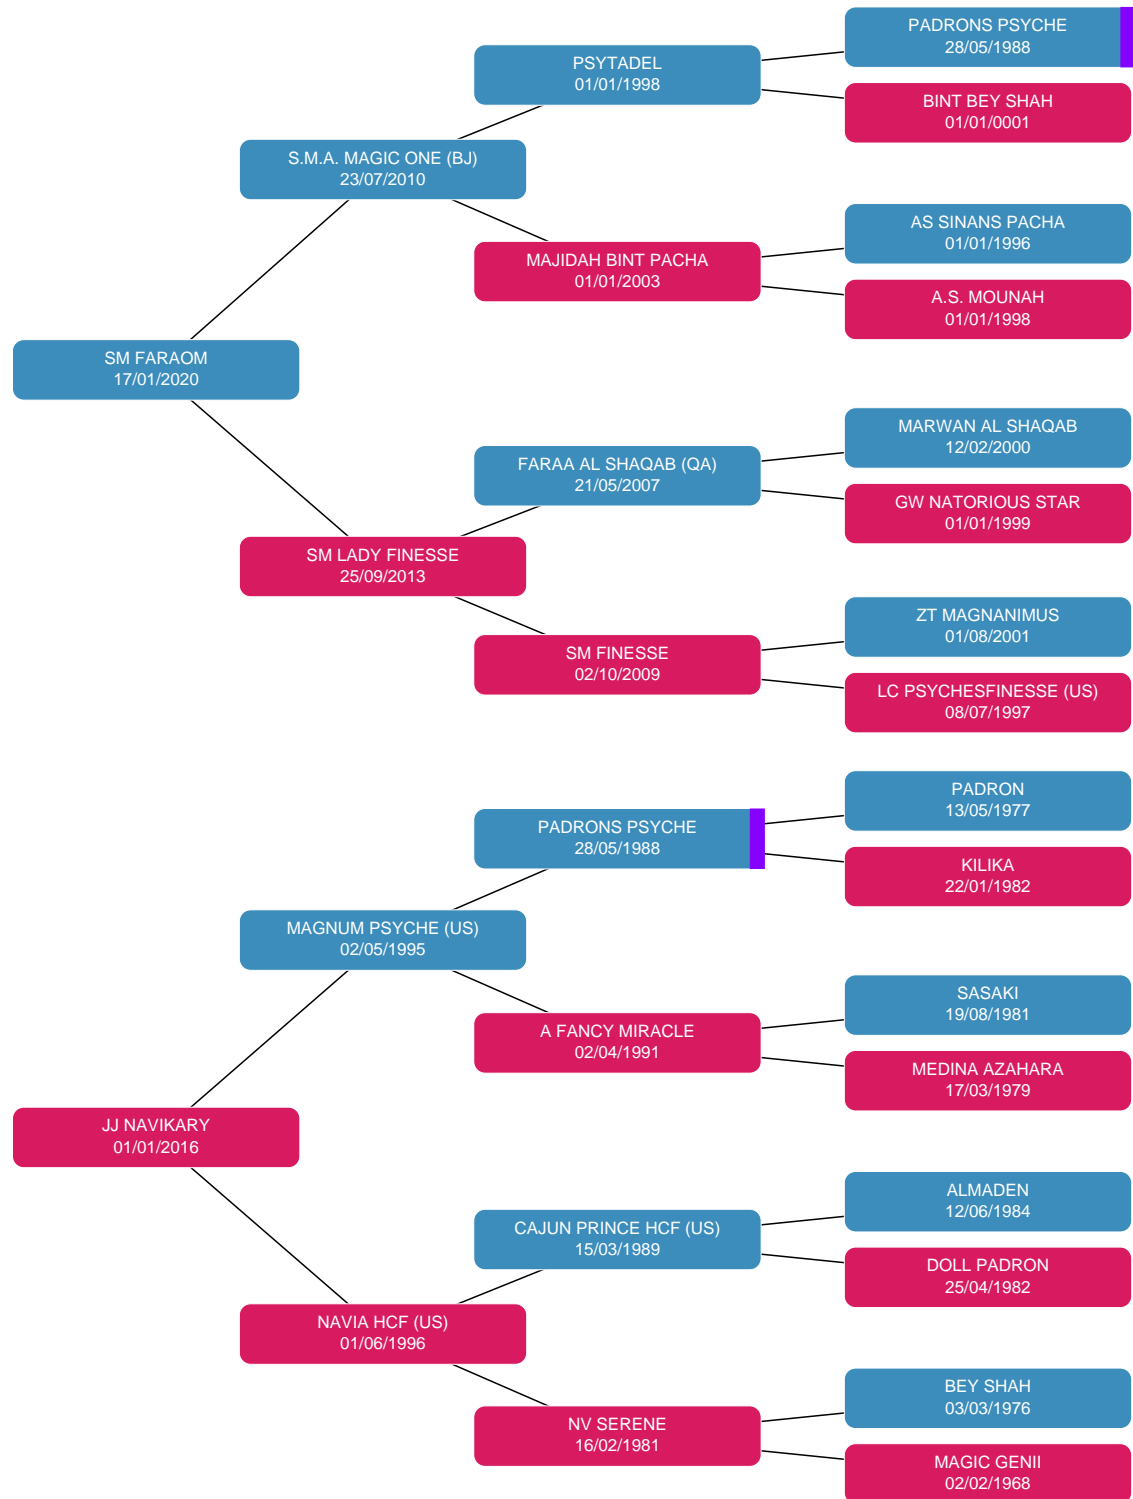 PADRONS PSYCHE
28/05/1988
PSYTADEL
01/01/1998
BINT BEY SHAH
01/01/0001
S.M.A. MAGIC ONE (BJ)
23/07/2010
AS SINANS PACHA
01/01/1996
MAJIDAH BINT PACHA
01/01/2003
A.S. MOUNAH
01/01/1998
SM FARAOM
17/01/2020
MARWAN AL SHAQAB
12/02/2000
FARAA AL SHAQAB (QA)
21/05/2007
GW NATORIOUS STAR
01/01/1999
SM LADY FINESSE
25/09/2013
ZT MAGNANIMUS
01/08/2001
SM FINESSE
02/10/2009
LC PSYCHESFINESSE (US)
08/07/1997
PADRON
13/05/1977
PADRONS PSYCHE
28/05/1988
KILIKA
22/01/1982
MAGNUM PSYCHE (US)
02/05/1995
SASAKI
19/08/1981
A FANCY MIRACLE
02/04/1991
MEDINA AZAHARA
17/03/1979
JJ NAVIKARY
01/01/2016
ALMADEN
12/06/1984
CAJUN PRINCE HCF (US)
15/03/1989
DOLL PADRON
25/04/1982
NAVIA HCF (US)
01/06/1996
BEY SHAH
03/03/1976
NV SERENE
16/02/1981
MAGIC GENII
02/02/1968